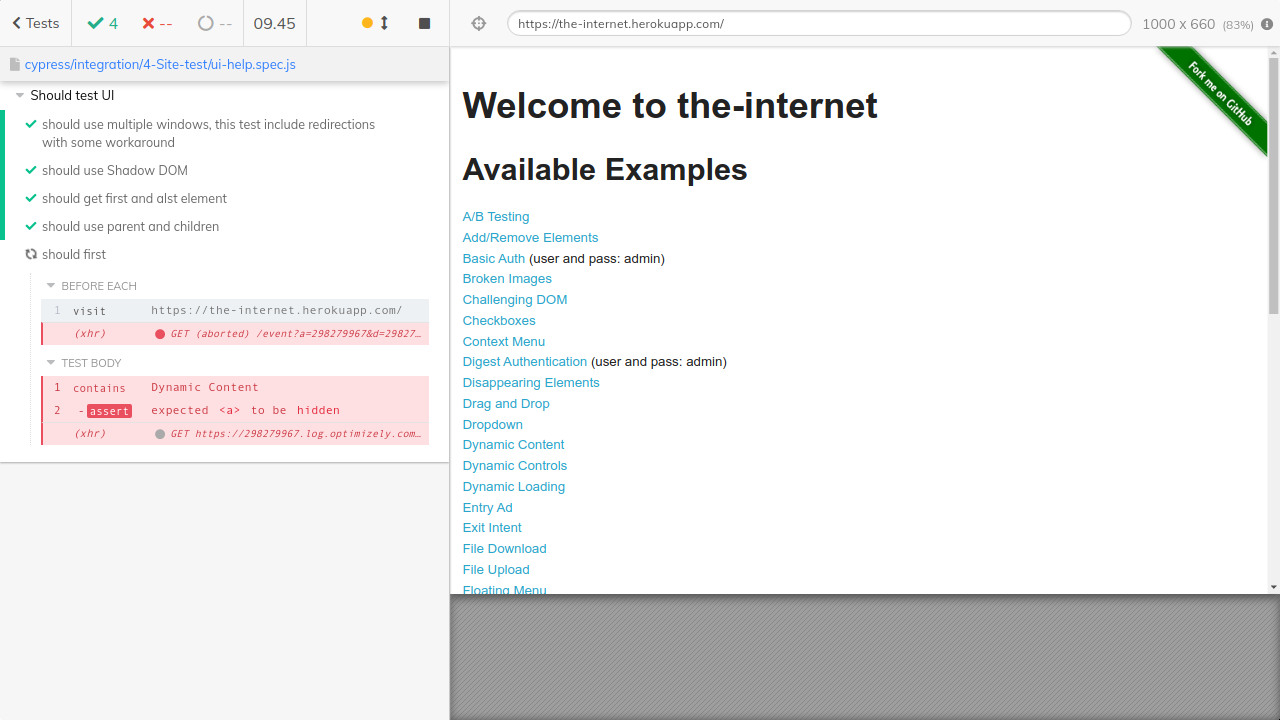 Tests
4
--
--
09.45
https://the-internet.herokuapp.com/
1000 x 660 (83%)
cypress/integration/4-Site-test/ui-help.spec.js
Should test UI
should use multiple windows, this test include redirections
with some workaround
should use Shadow DOM
should get first and alst element
should use parent and children
should first
BEFORE EACH
1 visit https://the-internet.herokuapp.com/
(xhr) GET (aborted) /event?a=298279967&d=29827…
TEST BODY
1 contains Dynamic Content
2 -assert expected <a> to be hidden
(xhr) GET https://298279967.log.optimizely.com…
Fork me on GitHub
Welcome to the-internet
Available Examples
A/B Testing
Add/Remove Elements
Basic Auth (user and pass: admin)
Broken Images
Challenging DOM
Checkboxes
Context Menu
Digest Authentication (user and pass: admin)
Disappearing Elements
Drag and Drop
Dropdown
Dynamic Content
Dynamic Controls
Dynamic Loading
Entry Ad
Exit Intent
File Download
File Upload
Floating Menu